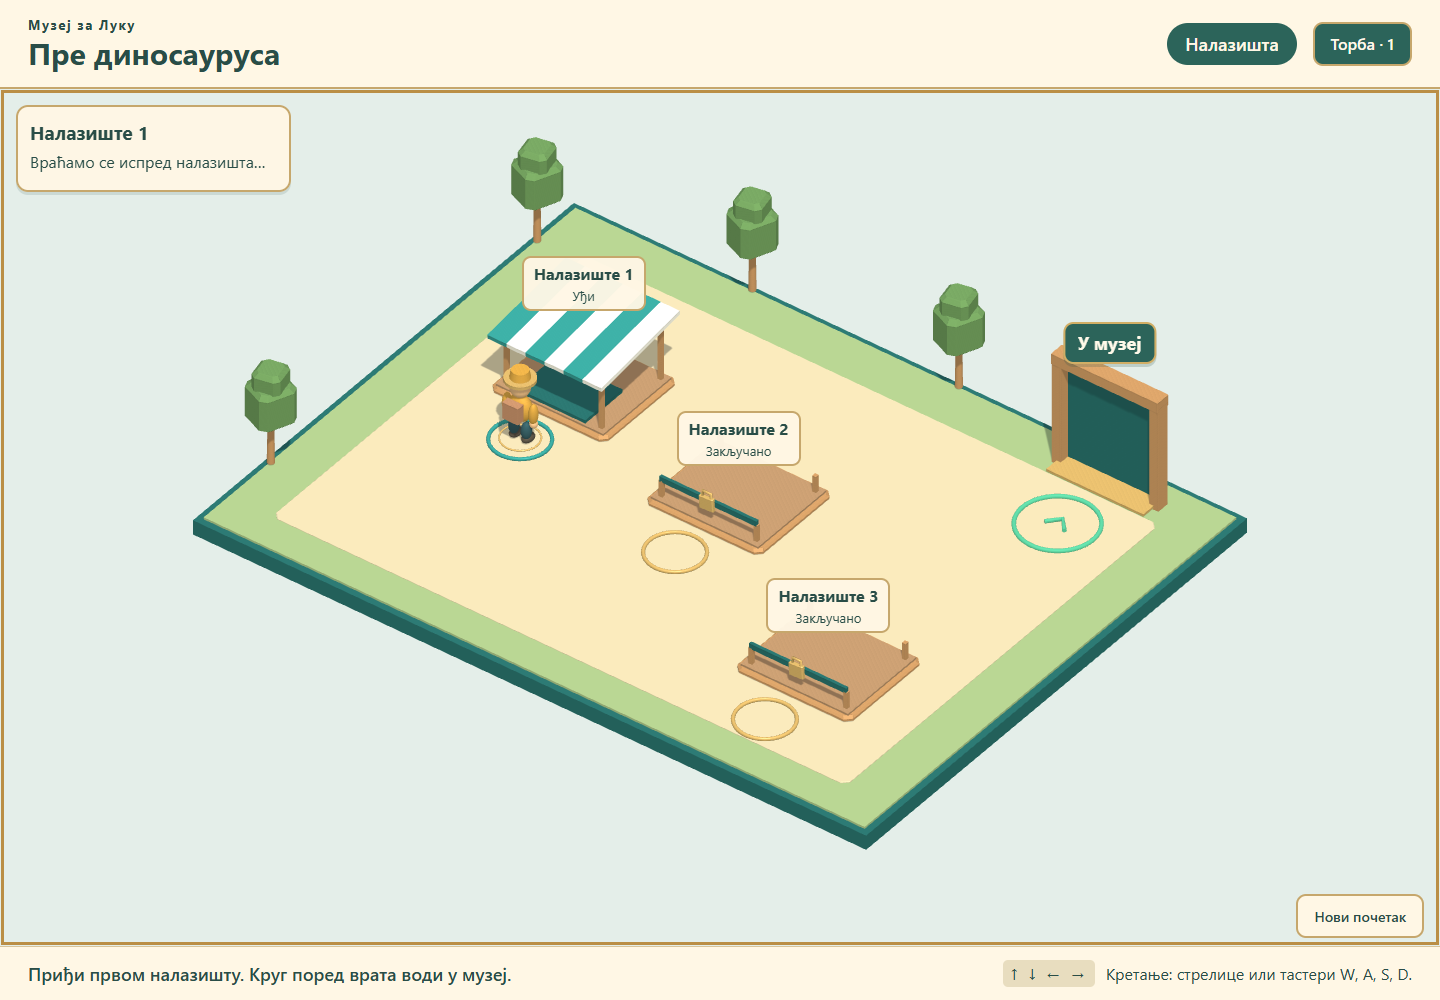 Музеј за Луку
Пре диносауруса
Налазишта
Торба · 1
Налазиште 1
Враћамо се испред налазишта...
Налазиште 1
Уђи
У музеј
Налазиште 2
Закључано
Налазиште 3
Закључано
Нови почетак
Приђи првом налазишту. Круг поред врата води у музеј.
↑ ↓ ← → Кретање: стрелице или тастери W, A, S, D.